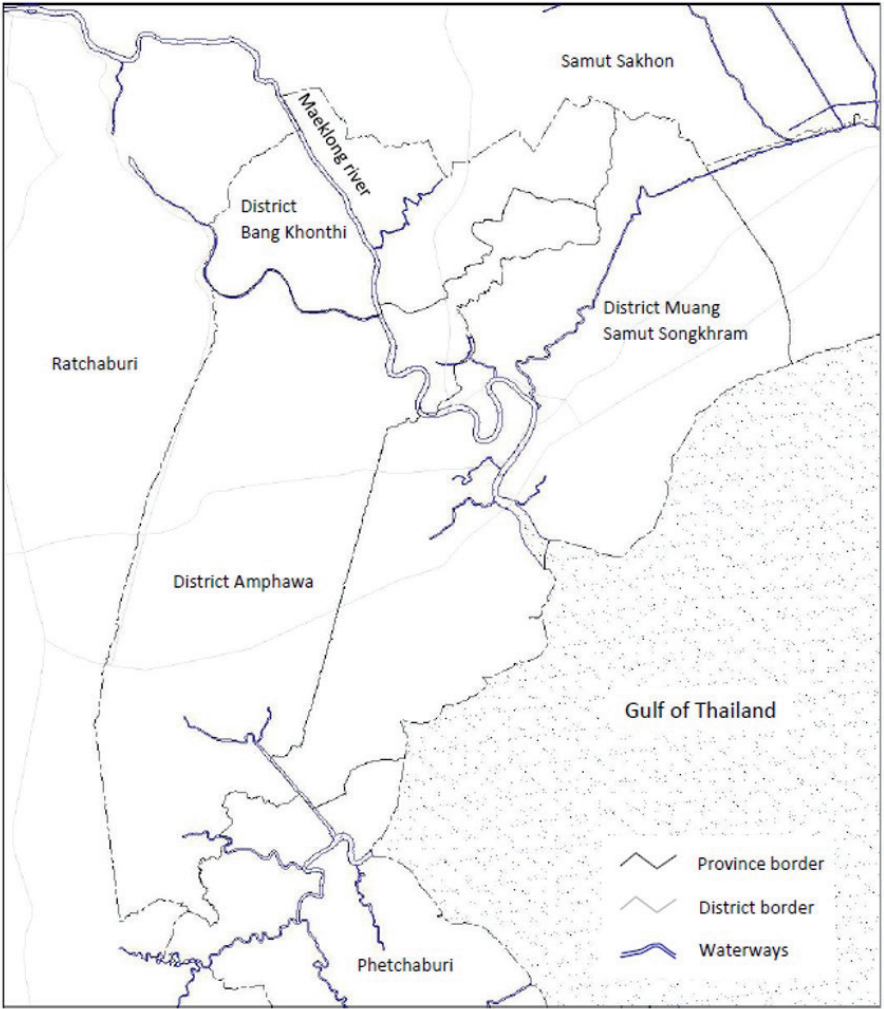 Samut Sakhon
Maeklong river
District
Bang Khonthi
District Muang
Samut Songkhram
Ratchaburi
District Amphawa
Gulf of Thailand
Province border
District border
Waterways
Phetchaburi